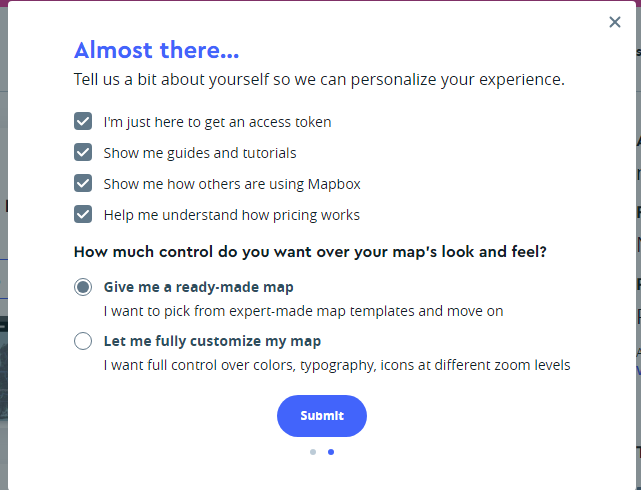 Almost there...
Tell us a bit about yourself so we can personalize your experience.
I'm just here to get an access token
Show me guides and tutorials
Show me how others are using Mapbox
Help me understand how pricing works
How much control do you want over your map's look and feel?
Give me a ready-made map
I want to pick from expert-made map templates and move on
Let me fully customize my map
I want full control over colors, typography, icons at different zoom levels
Submit